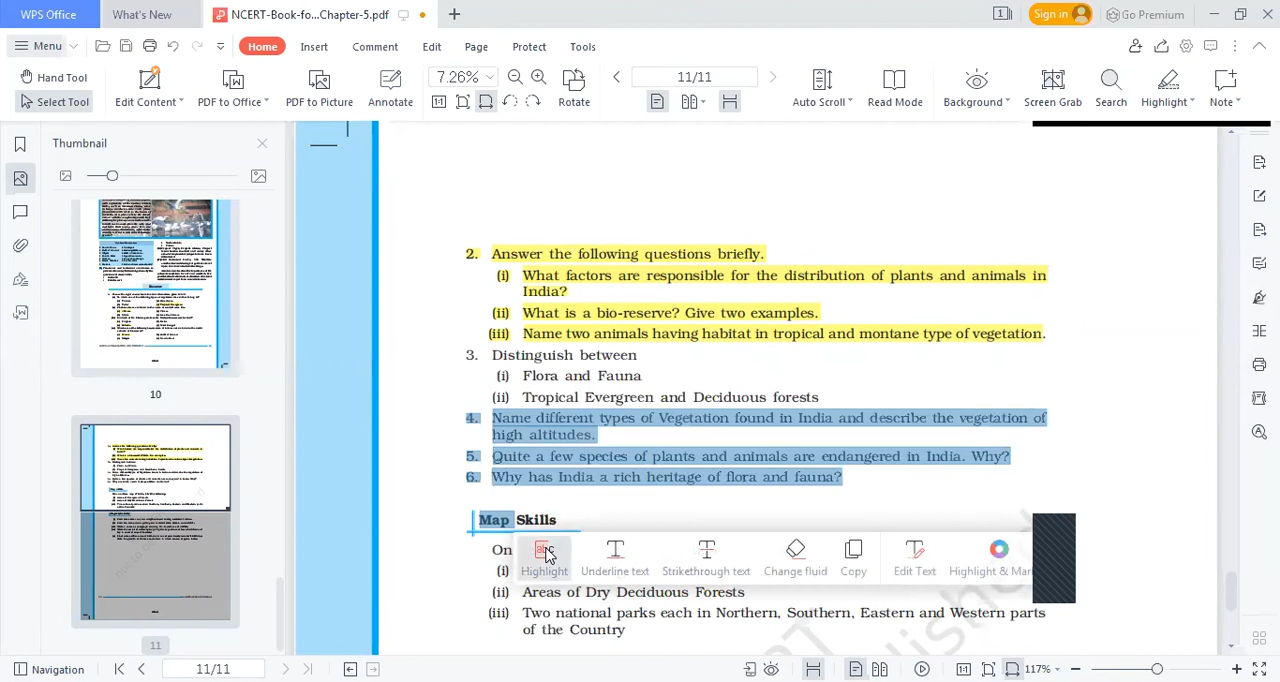 WPS Office What's New NCERT-Book-fo...Chapter-5.pdf Sign in Go Premium
Menu Home Insert Comment Edit Page Protect Tools
Hand Tool
Select Tool
Edit Content PDF to Office PDF to Picture Annotate 7.26% Rotate 11/11 Auto Scroll Read Mode Background Screen Grab Search Highlight Note
Thumbnail
10
11
2. Answer the following questions briefly.
(i) What factors are responsible for the distribution of plants and animals in
India?
(ii) What is a bio-reserve? Give two examples.
(iii) Name two animals having habitat in tropical and montane type of vegetation.
3. Distinguish between
(i) Flora and Fauna
(ii) Tropical Evergreen and Deciduous forests
4. Name different types of Vegetation found in India and describe the vegetation of
high altitudes.
5. Quite a few species of plants and animals are endangered in India. Why?
6. Why has India a rich heritage of flora and fauna?
Map Skills
On
Highlight Underline text Strikethrough text Change fluid Copy Edit Text Highlight & Mar
(i)
(ii) Areas of Dry Deciduous Forests
(iii) Two national parks each in Northern, Southern, Eastern and Western parts
of the Country
Navigation 11/11 117%